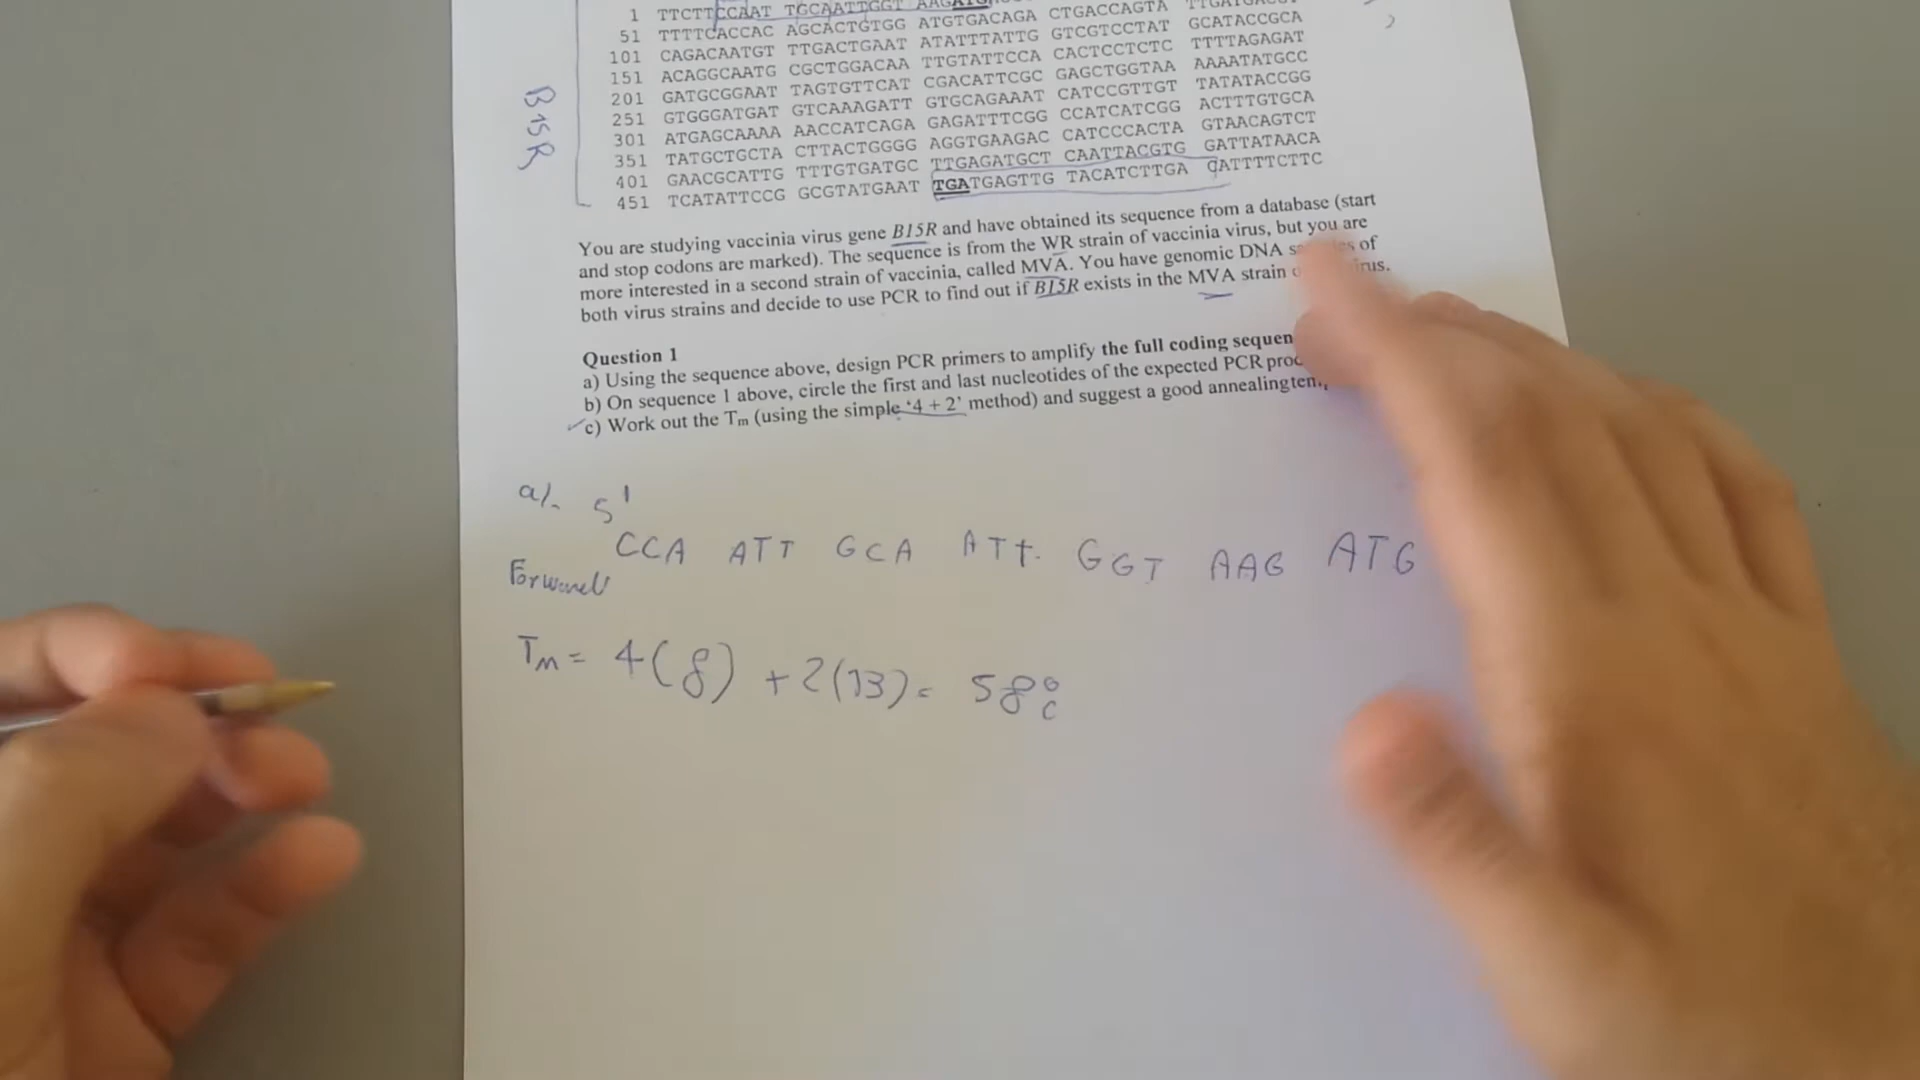 1 TTCTTCCAAT TGCAATTGGT AAGATG
51 TTTTCACCAC AGCACTGTGG ATGTGACAGA CTGACCAGTA
101 CAGACAATGT TTGACTGAAT ATATTTATTG GTCGTCCTAT GCATACCGCA
151 ACAGGCAATG CGCTGGACAA TTGTATTCCA CACTCCTCTC TTTTAGAGAT
201 GATGCGGAAT TAGTGTTCAT CGACATTCGC GAGCTGGTAA AAAATATGCC
251 GTGGGATGAT GTCAAAGATT GTGCAGAAAT CATCCGTTGT TATATACCGG
301 ATGAGCAAAA AACCATCAGA GAGATTTCGG CCATCATCGG ACTTTGTGCA
351 TATGCTGCTA CTTACTGGGG AGGTGAAGAC CATCCCACTA GTAACAGTCT
401 GAACGCATTG TTTGTGATGC TTGAGATGCT CAATTACGTG GATTATAACA
451 TCATATTCCG GCGTATGAAT TGATGAGTTG TACATCTTGA CATTTTCTTC
B15R
You are studying vaccinia virus gene B15R and have obtained its sequence from a database (start
and stop codons are marked). The sequence is from the WR strain of vaccinia virus, but you are
more interested in a second strain of vaccinia, called MVA. You have genomic DNA of
both virus strains and decide to use PCR to find out if B15R exists in the MVA strain
Question 1
a) Using the sequence above, design PCR primers to amplify the full coding
b) On sequence 1 above, circle the first and last nucleotides of the expected PCR
c) Work out the Tm (using the simple '4 + 2' method) and suggest a good annealing
a/. 5'
CCA ATT GCA ATT. GGT AAG ATG
Forward
Tm = 4(8) + 2(13) = 58°C